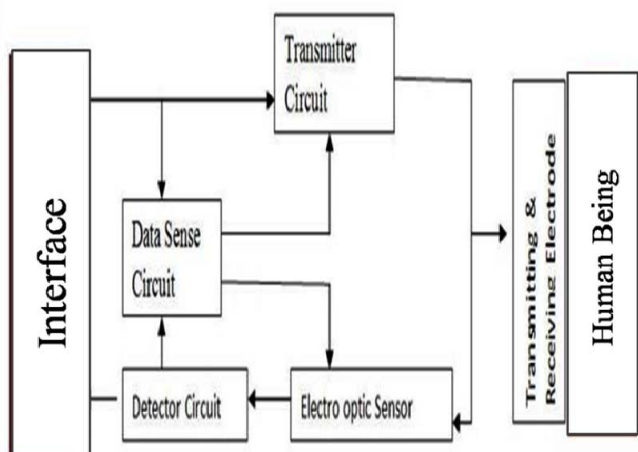 Interface
Transmitter
Circuit
Data Sense
Circuit
Detector Circuit
Electro optic Sensor
Transmitting &
Receiving Electrode
Human Being